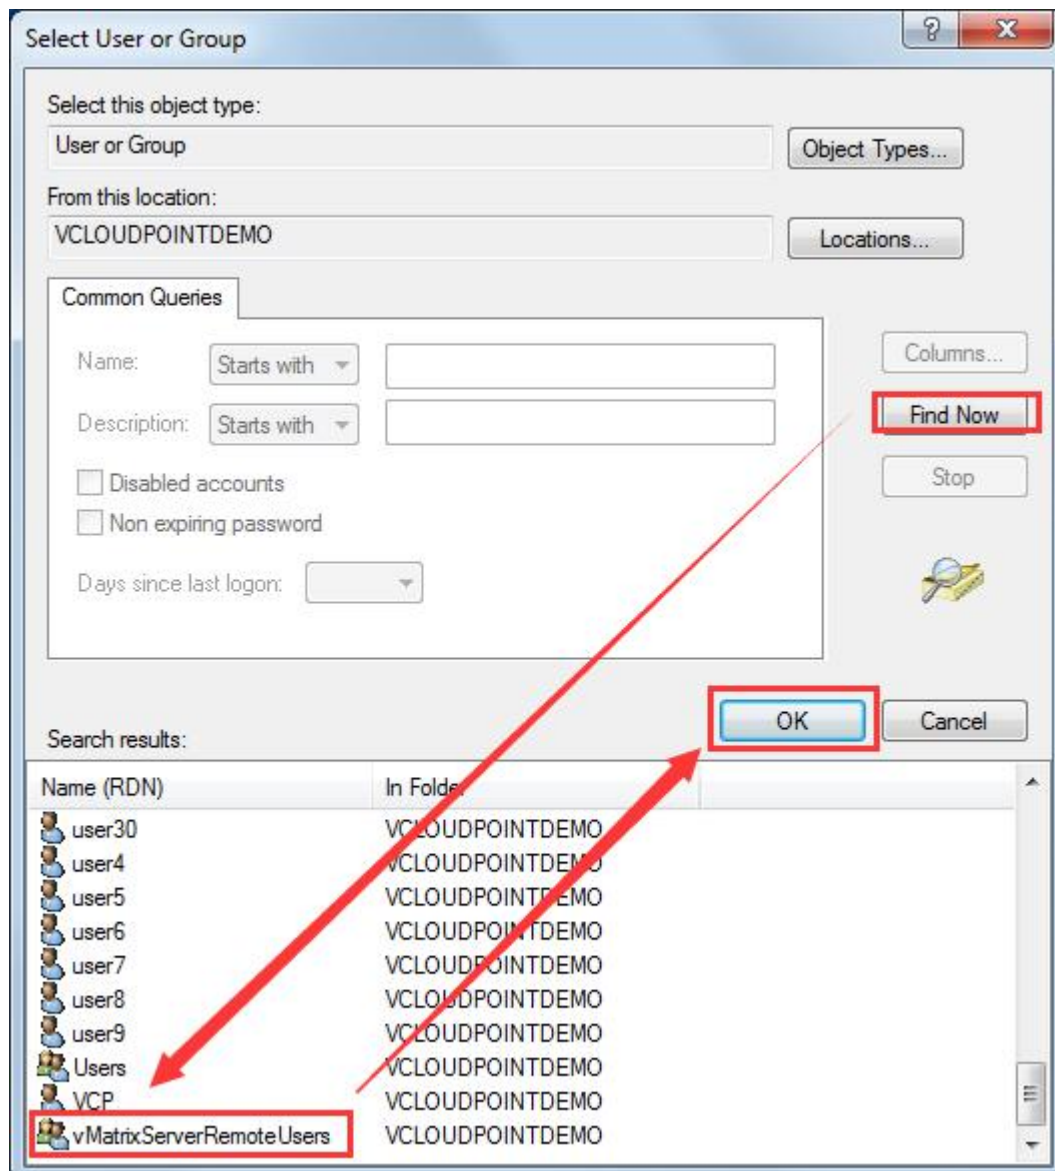 Select User or Group
?
X
Select this object type:
User or Group
Object Types...
From this location:
VCLOUDPOINTDEMO
Locations...
Common Queries
Name:
Starts with
Columns...
Find Now
Description:
Starts with
Stop
Disabled accounts
Non expiring password
Days since last logon:
OK
Cancel
Search results:
Name (RDN) In Folder
user30 VCLOUDPOINTDEMO
user4 VCLOUDPOINTDEMO
user5 VCLOUDPOINTDEMO
user6 VCLOUDPOINTDEMO
user7 VCLOUDPOINTDEMO
user8 VCLOUDPOINTDEMO
user9 VCLOUDPOINTDEMO
Users VCLOUDPOINTDEMO
VCP VCLOUDPOINTDEMO
vMatrixServerRemoteUsers VCLOUDPOINTDEMO